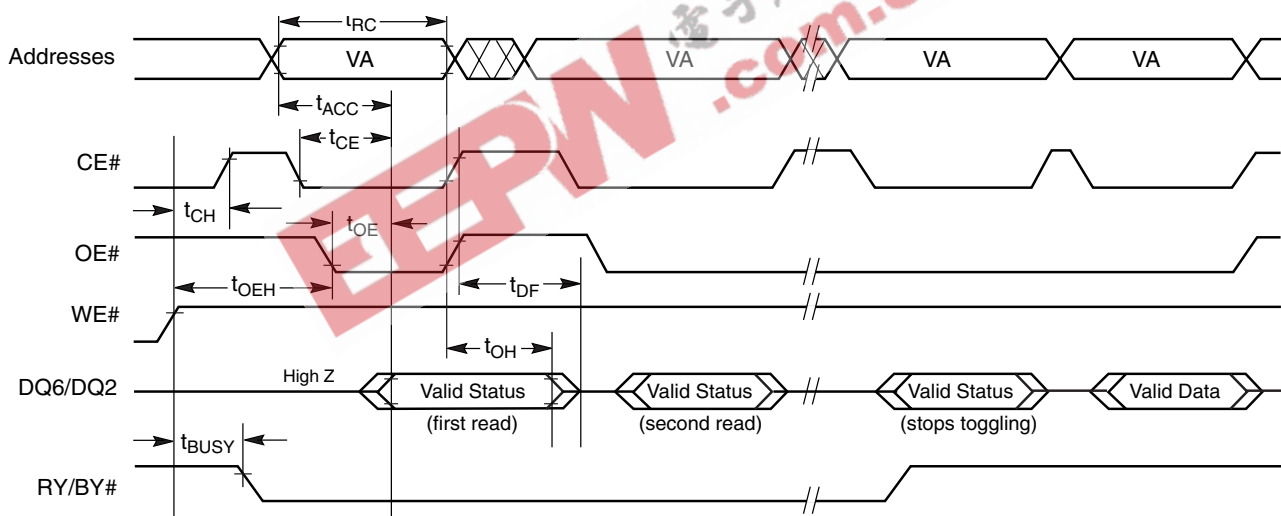 tRC
Addresses VA VA VA VA
tACC
tCE
CE#
tCH
tOE
OE#
tOEH
tDF
WE#
tOH
DQ6/DQ2 High Z Valid Status Valid Status Valid Status Valid Data
(first read) (second read) (stops toggling)
tBUSY
RY/BY#
EEPW
.com.c
電子